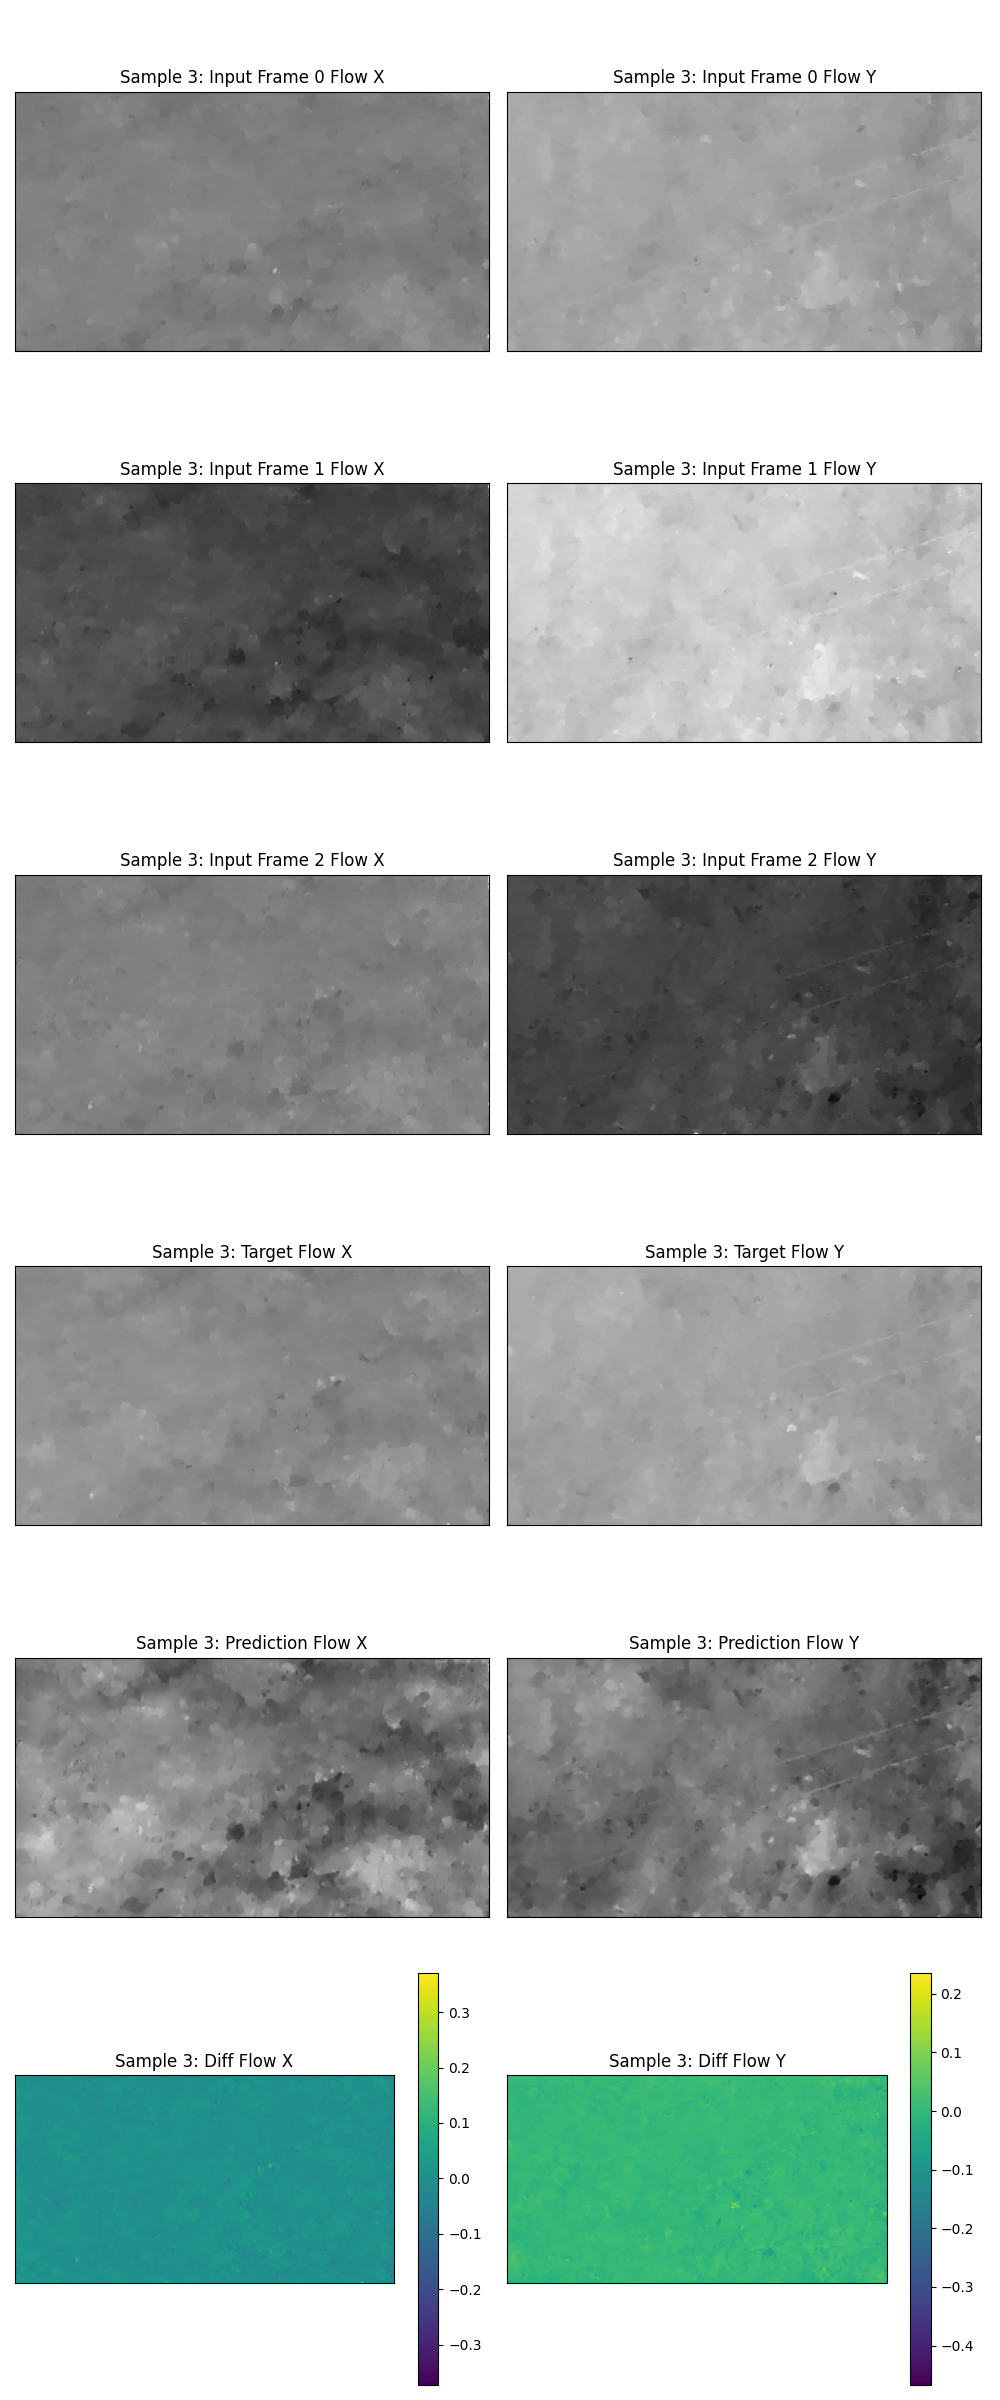 Sample 3: Input Frame 0 Flow X
Sample 3: Input Frame 0 Flow Y
Sample 3: Input Frame 1 Flow X
Sample 3: Input Frame 1 Flow Y
Sample 3: Input Frame 2 Flow X
Sample 3: Input Frame 2 Flow Y
Sample 3: Target Flow X
Sample 3: Target Flow Y
Sample 3: Prediction Flow X
Sample 3: Prediction Flow Y
Sample 3: Diff Flow X
0.3
0.2
0.1
0.0
−0.1
−0.2
−0.3
Sample 3: Diff Flow Y
0.2
0.1
0.0
−0.1
−0.2
−0.3
−0.4